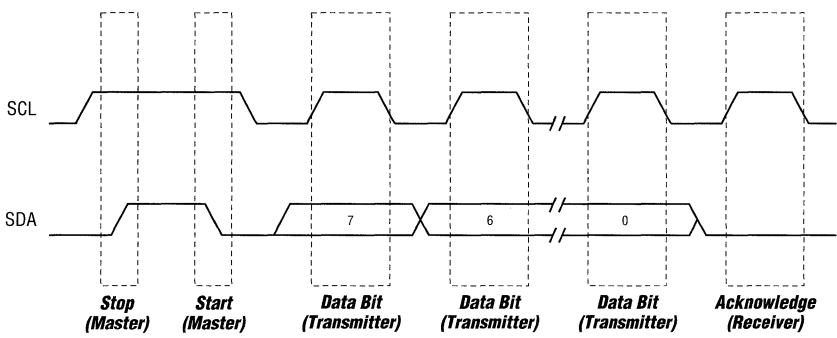 SCL
SDA
7
6
0
Stop
(Master)
Start
(Master)
Data Bit
(Transmitter)
Data Bit
(Transmitter)
Data Bit
(Transmitter)
Acknowledge
(Receiver)